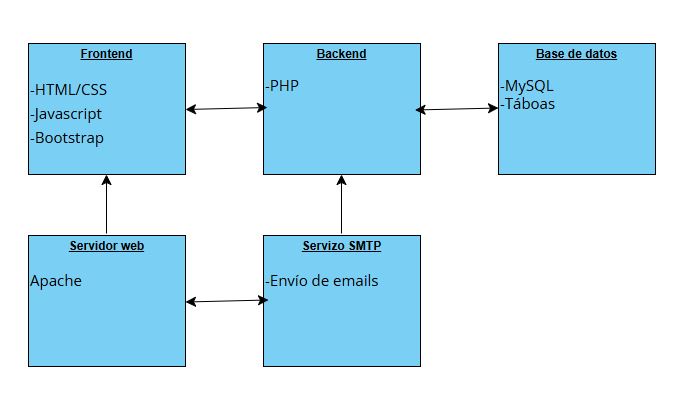 Frontend
-HTML/CSS
-Javascript
-Bootstrap
Backend
-PHP
Base de datos
-MySQL
-Táboas
Servidor web
Apache
Servizo SMTP
-Envío de emails